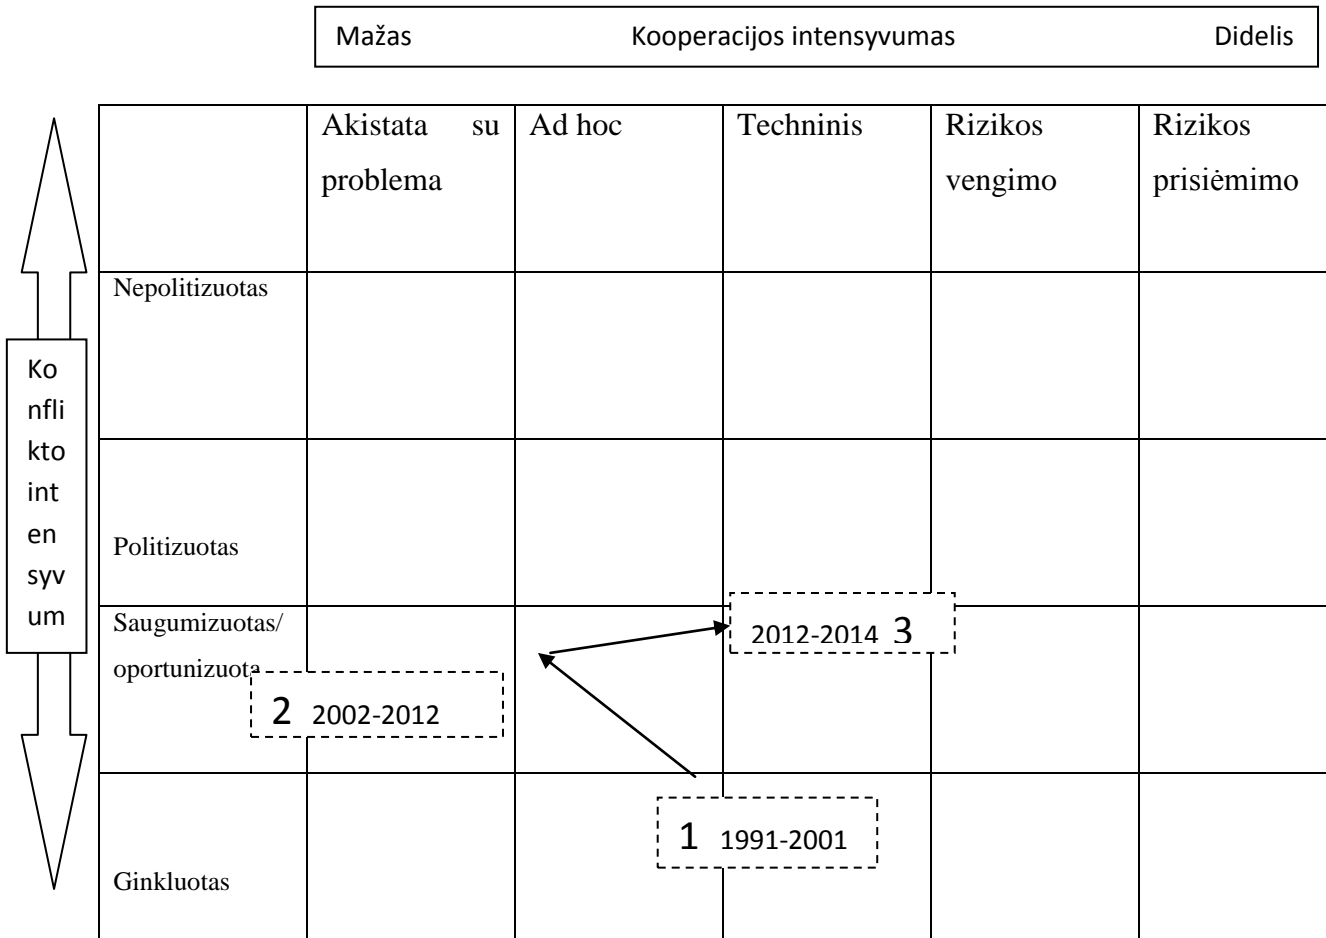 Mažas Kooperacijos intensyvumas Didelis
Akistata su
problema
Ad hoc
Techninis
Rizikos
vengimo
Rizikos
prisiėmimo
Nepolitizuotas
Ko
nfli
kto
int
en
syv
um
Politizuotas
Saugumizuotas/
oportunizuota
2012-2014 3
2 2002-2012
1 1991-2001
Ginkluotas